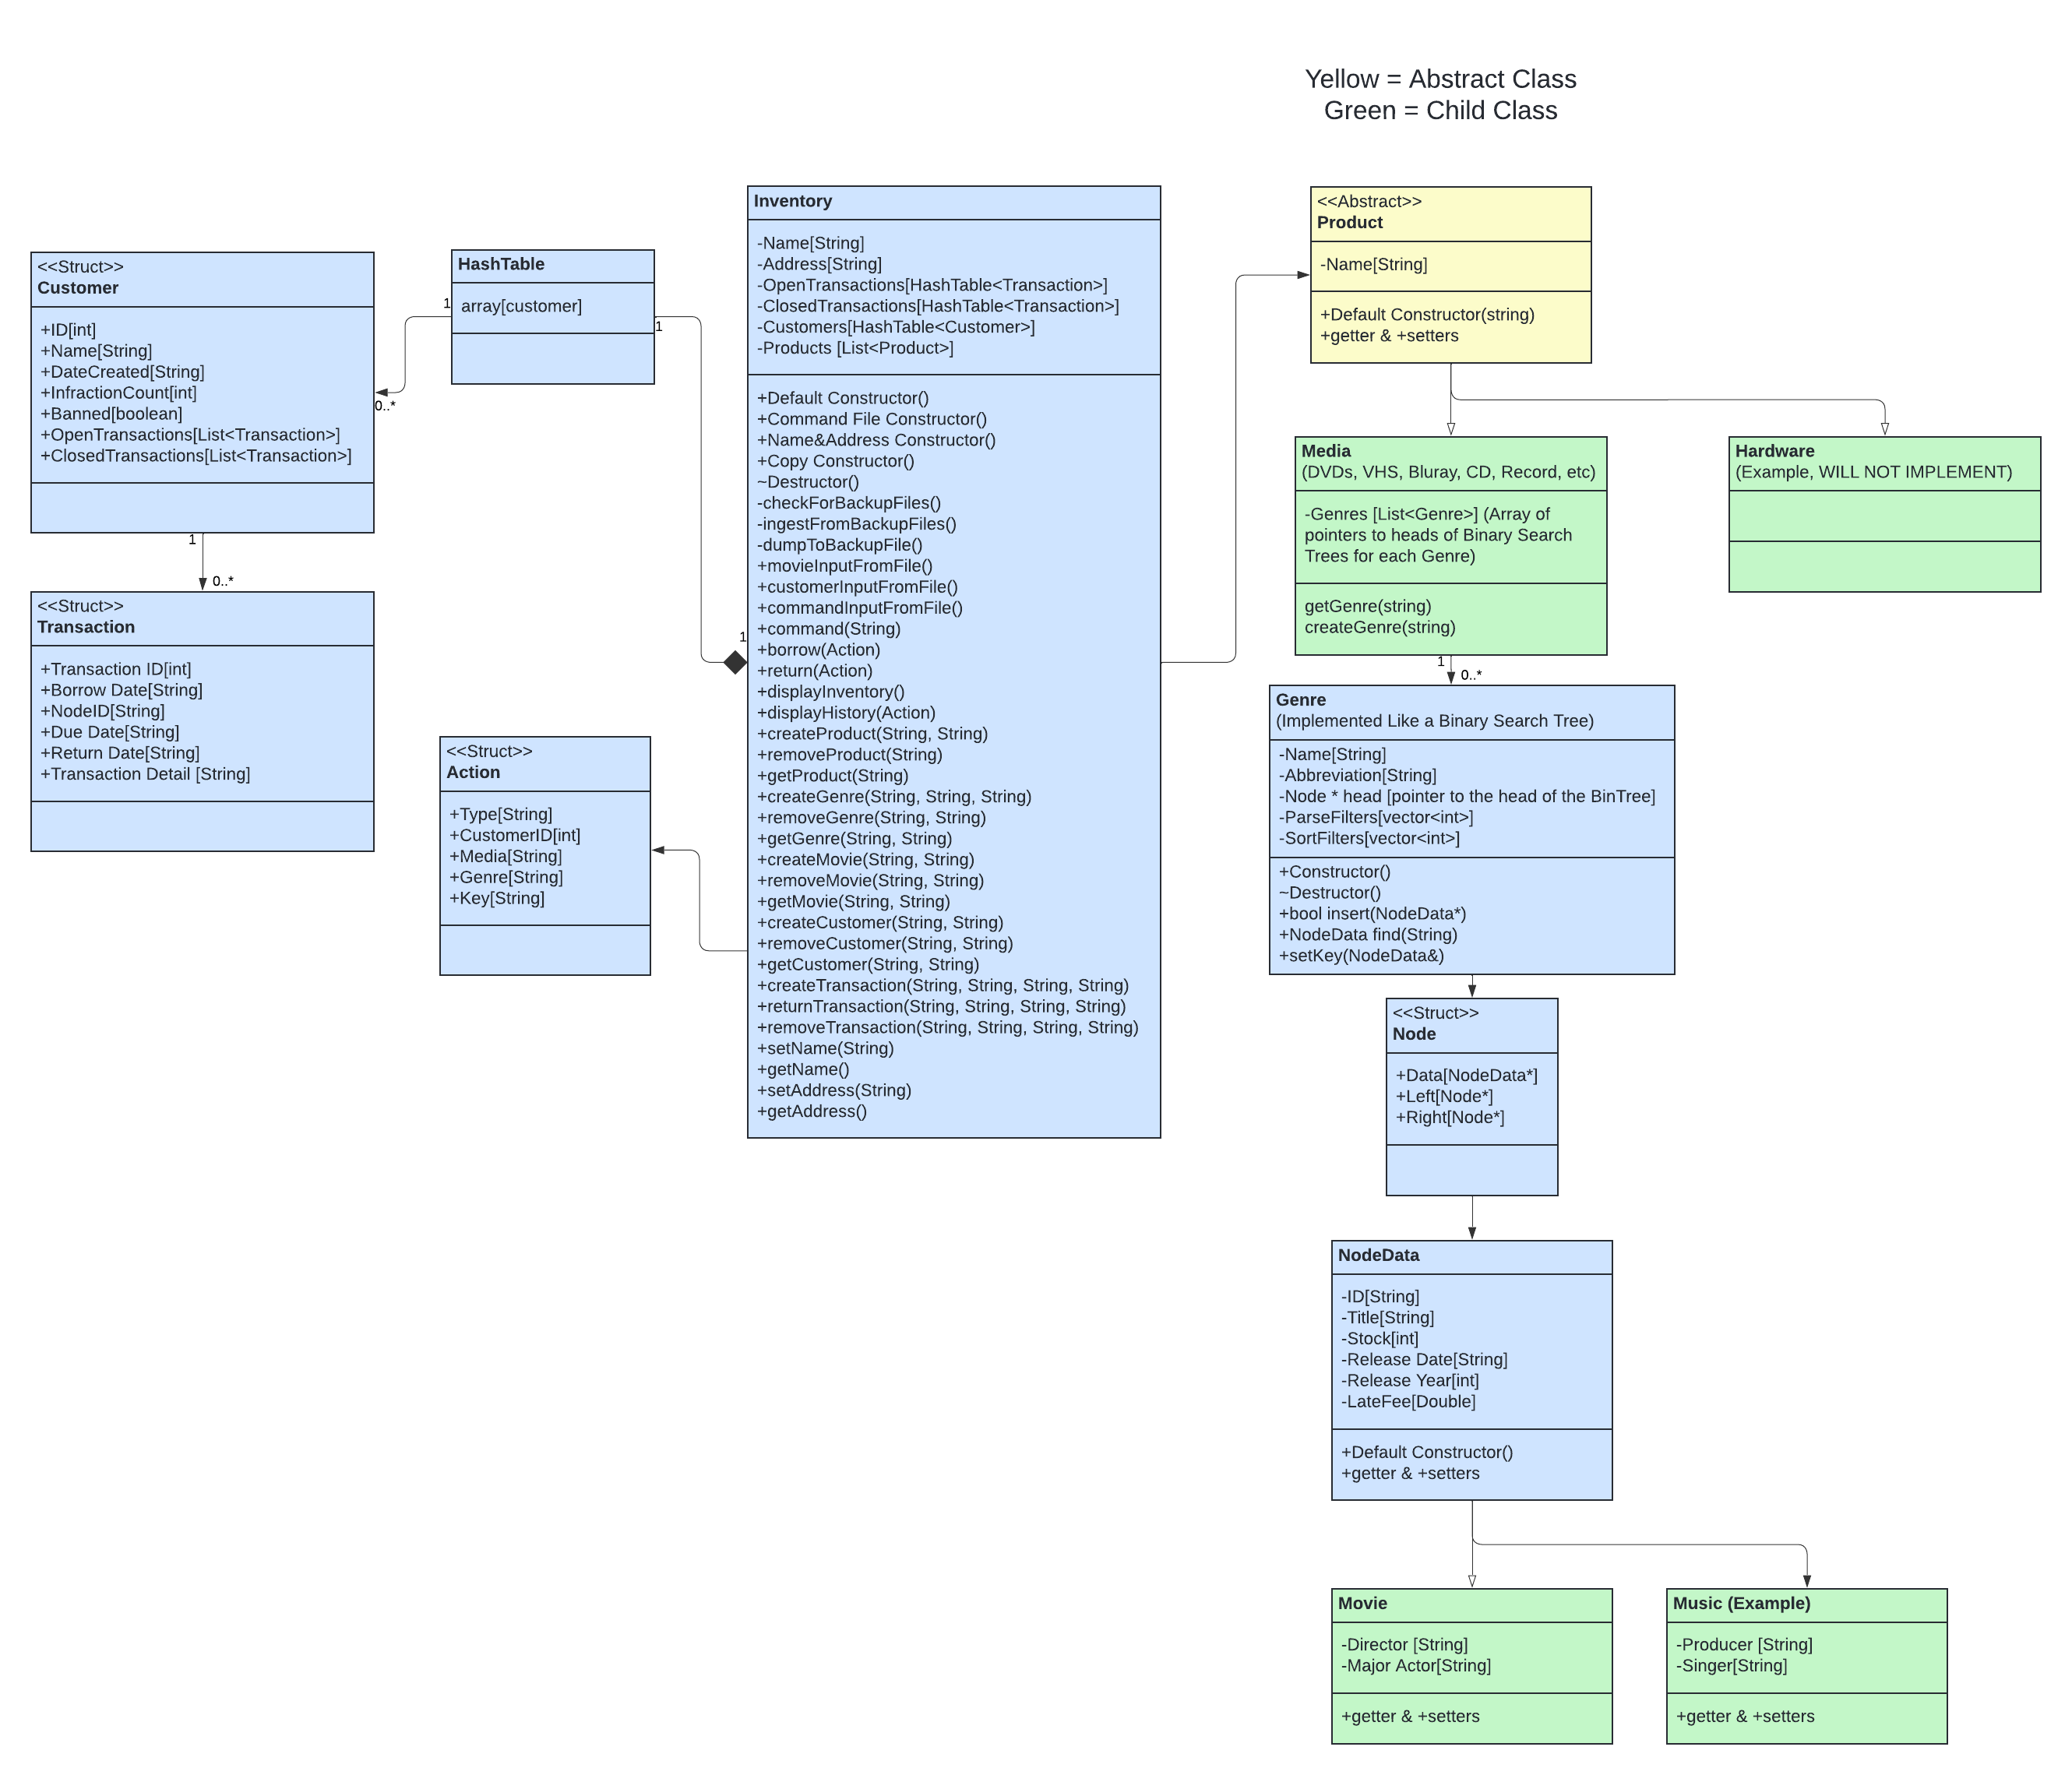 Yellow = Abstract Class
Green = Child Class
<<Struct>>
Customer
+ID[int]
+Name[String]
+DateCreated[String]
+InfractionCount[int]
+Banned[boolean]
+OpenTransactions[List<Transaction>]
+ClosedTransactions[List<Transaction>]
1
0..*
<<Struct>>
Transaction
+Transaction ID[int]
+Borrow Date[String]
+NodeID[String]
+Due Date[String]
+Return Date[String]
+Transaction Detail [String]
HashTable
array[customer]
1
0..*
1
1
<<Struct>>
Action
+Type[String]
+CustomerID[int]
+Media[String]
+Genre[String]
+Key[String]
Inventory
-Name[String]
-Address[String]
-OpenTransactions[HashTable<Transaction>]
-ClosedTransactions[HashTable<Transaction>]
-Customers[HashTable<Customer>]
-Products [List<Product>]
+Default Constructor()
+Command File Constructor()
+Name&Address Constructor()
+Copy Constructor()
~Destructor()
-checkForBackupFiles()
-ingestFromBackupFiles()
-dumpToBackupFile()
+movieInputFromFile()
+customerInputFromFile()
+commandInputFromFile()
+command(String)
+borrow(Action)
+return(Action)
+displayInventory()
+displayHistory(Action)
+createProduct(String, String)
+removeProduct(String)
+getProduct(String)
+createGenre(String, String, String)
+removeGenre(String, String)
+getGenre(String, String)
+createMovie(String, String)
+removeMovie(String, String)
+getMovie(String, String)
+createCustomer(String, String)
+removeCustomer(String, String)
+getCustomer(String, String)
+createTransaction(String, String, String, String)
+returnTransaction(String, String, String, String)
+removeTransaction(String, String, String, String)
+setName(String)
+getName()
+setAddress(String)
+getAddress()
<<Abstract>>
Product
-Name[String]
+Default Constructor(string)
+getter & +setters
Media
(DVDs, VHS, Bluray, CD, Record, etc)
-Genres [List<Genre>] (Array of
pointers to heads of Binary Search
Trees for each Genre)
getGenre(string)
createGenre(string)
Hardware
(Example, WILL NOT IMPLEMENT)
1
0..*
Genre
(Implemented Like a Binary Search Tree)
-Name[String]
-Abbreviation[String]
-Node * head [pointer to the head of the BinTree]
-ParseFilters[vector<int>]
-SortFilters[vector<int>]
+Constructor()
~Destructor()
+bool insert(NodeData*)
+NodeData find(String)
+setKey(NodeData&)
<<Struct>>
Node
+Data[NodeData*]
+Left[Node*]
+Right[Node*]
NodeData
-ID[String]
-Title[String]
-Stock[int]
-Release Date[String]
-Release Year[int]
-LateFee[Double]
+Default Constructor()
+getter & +setters
Movie
-Director [String]
-Major Actor[String]
+getter & +setters
Music (Example)
-Producer [String]
-Singer[String]
+getter & +setters